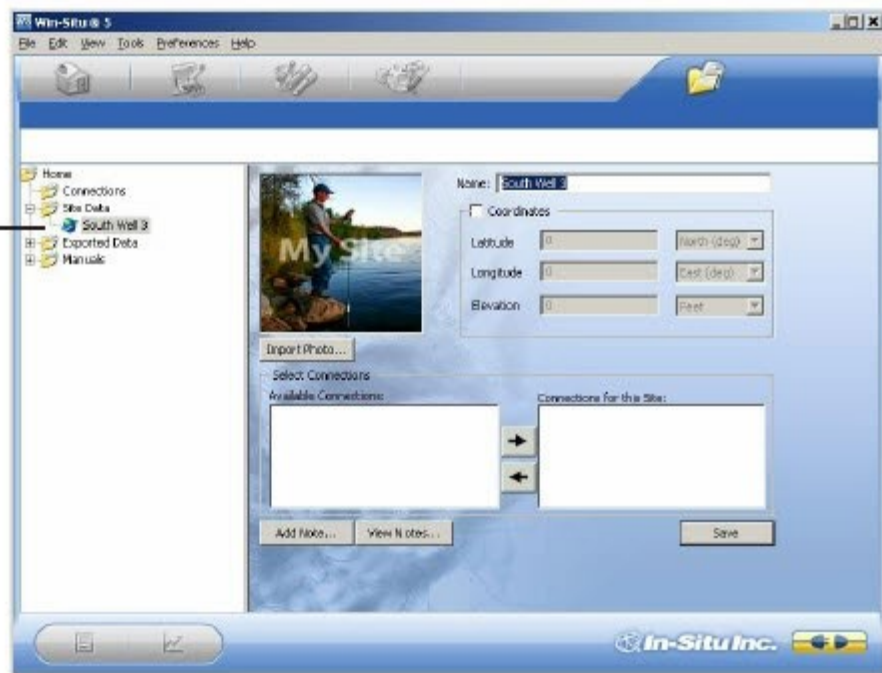 Win-Situ® 5
File Edit View Tools Preferences Help
Home
Connections
Site Data
South Well 3
Exported Data
Manuals
My Site
Import Photo...
Name: South Well 3
Coordinates
Latitude 0 North (deg)
Longitude 0 East (deg)
Elevation 0 Feet
Select Connections
Available Connections: Connections for this Site:
Add Note... View Notes... Save
In-Situ Inc.